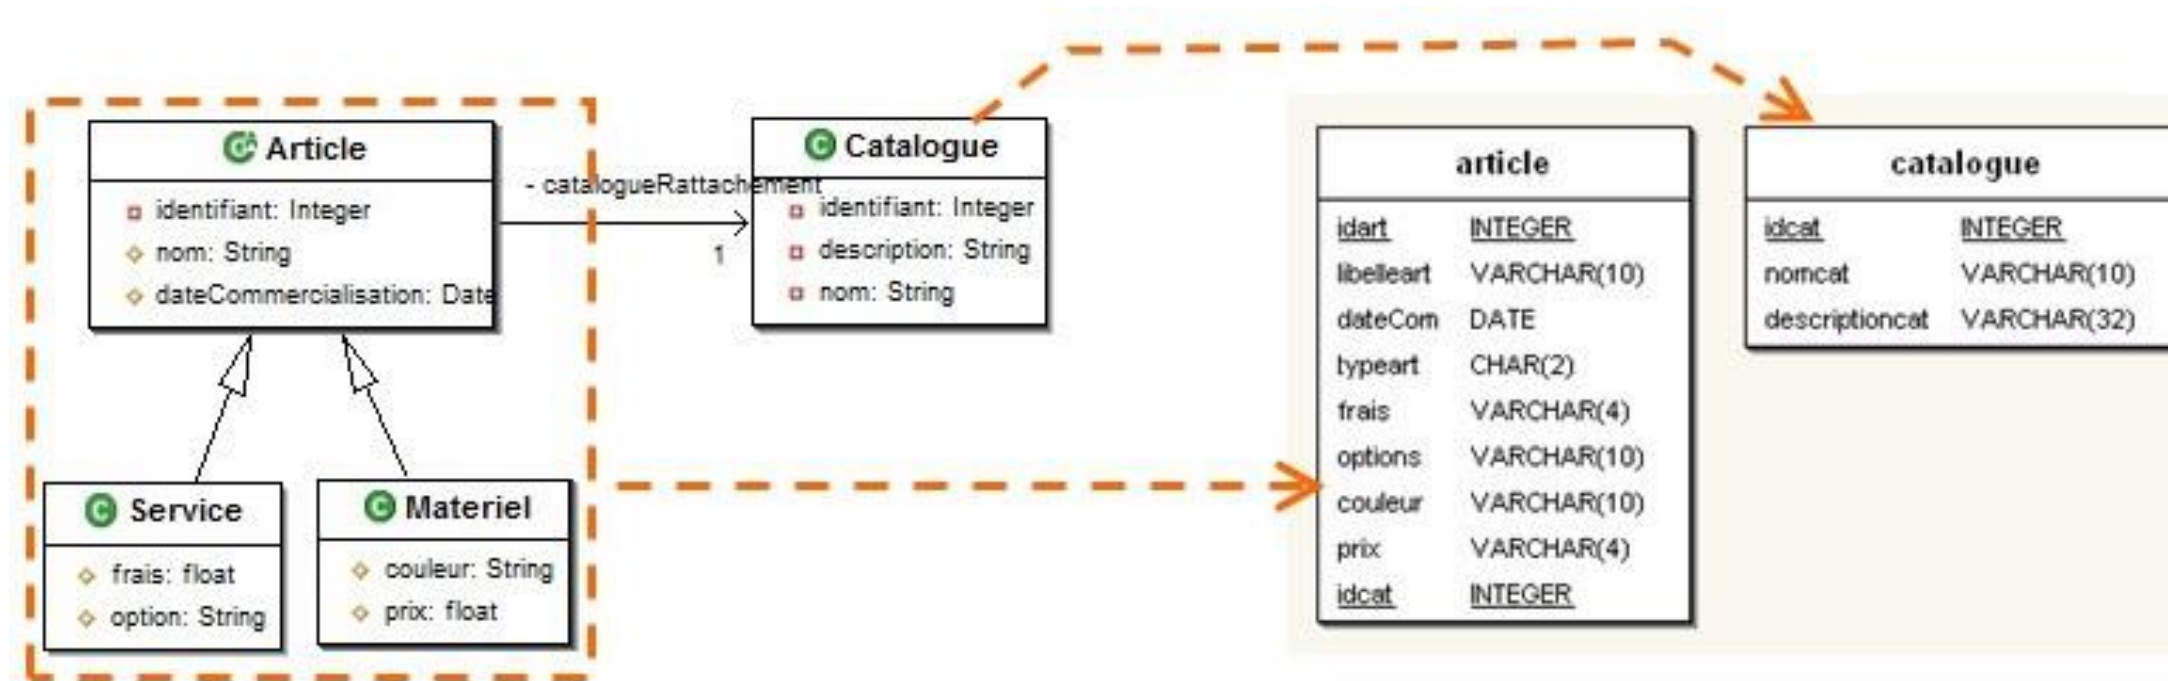 Article
identifiant: Integer
nom: String
dateCommercialisation: Date
- catalogueRattachement
1
Catalogue
identifiant: Integer
description: String
nom: String
Service
frais: float
option: String
Materiel
couleur: String
prix: float
article
idart INTEGER
libelleart VARCHAR(10)
dateCom DATE
typeart CHAR(2)
frais VARCHAR(4)
options VARCHAR(10)
couleur VARCHAR(10)
prix VARCHAR(4)
idcat INTEGER
catalogue
idcat INTEGER
nomcat VARCHAR(10)
descriptioncat VARCHAR(32)